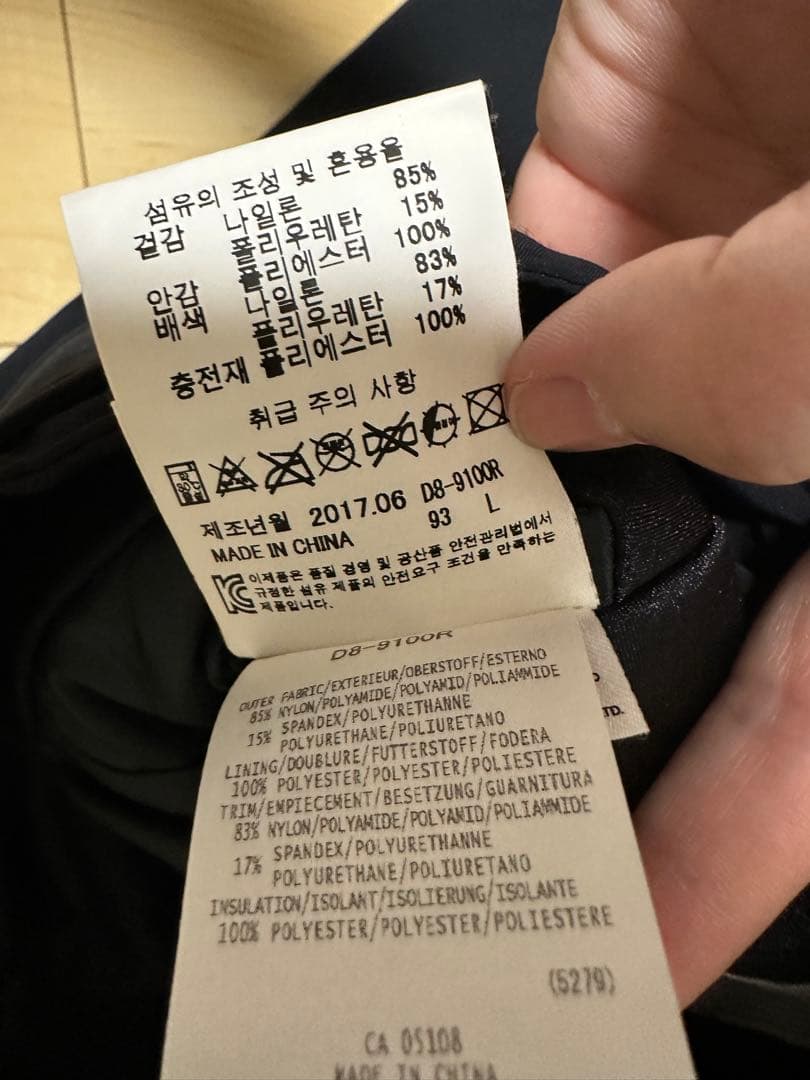 섬유의 조성 및 혼용율
겉감 나일론 85%
폴리우레탄 15%
안감 폴리에스터 100%
배색 나일론 83%
폴리우레탄 17%
충전재 폴리에스터 100%
취급 주의 사항
제조년월 2017.06 D8-9100R
MADE IN CHINA 93 L
이제품은 품질 경영 및 공산품 안전관리법에서
규정한 섬유 제품의 안전요구 조건을 만족하는
제품입니다.
D8-9100R
OUTER FABRIC/EXTERIEUR/OBERSTOFF/ESTERNO
85% NYLON/POLYAMIDE/POLYAMID/POLIAMMIDE
15% SPANDEX/POLYURETHANNE
POLYURETHANE/POLIURETANO
LINING/DOUBLURE/FUTTERSTOFF/FODERA
100% POLYESTER/POLYESTER/POLIESTERE
TRIM/EMPIECEMENT/BESETZUNG/GUARNITURA
83% NYLON/POLYAMIDE/POLYAMID/POLIAMMIDE
17% SPANDEX/POLYURETHANNE
POLYURETHANE/POLIURETANO
INSULATION/ISOLANT/ISOLIERUNG/ISOLANTE
100% POLYESTER/POLYESTER/POLIESTERE
(5279)
CA 05108
MADE IN CHINA
TD.